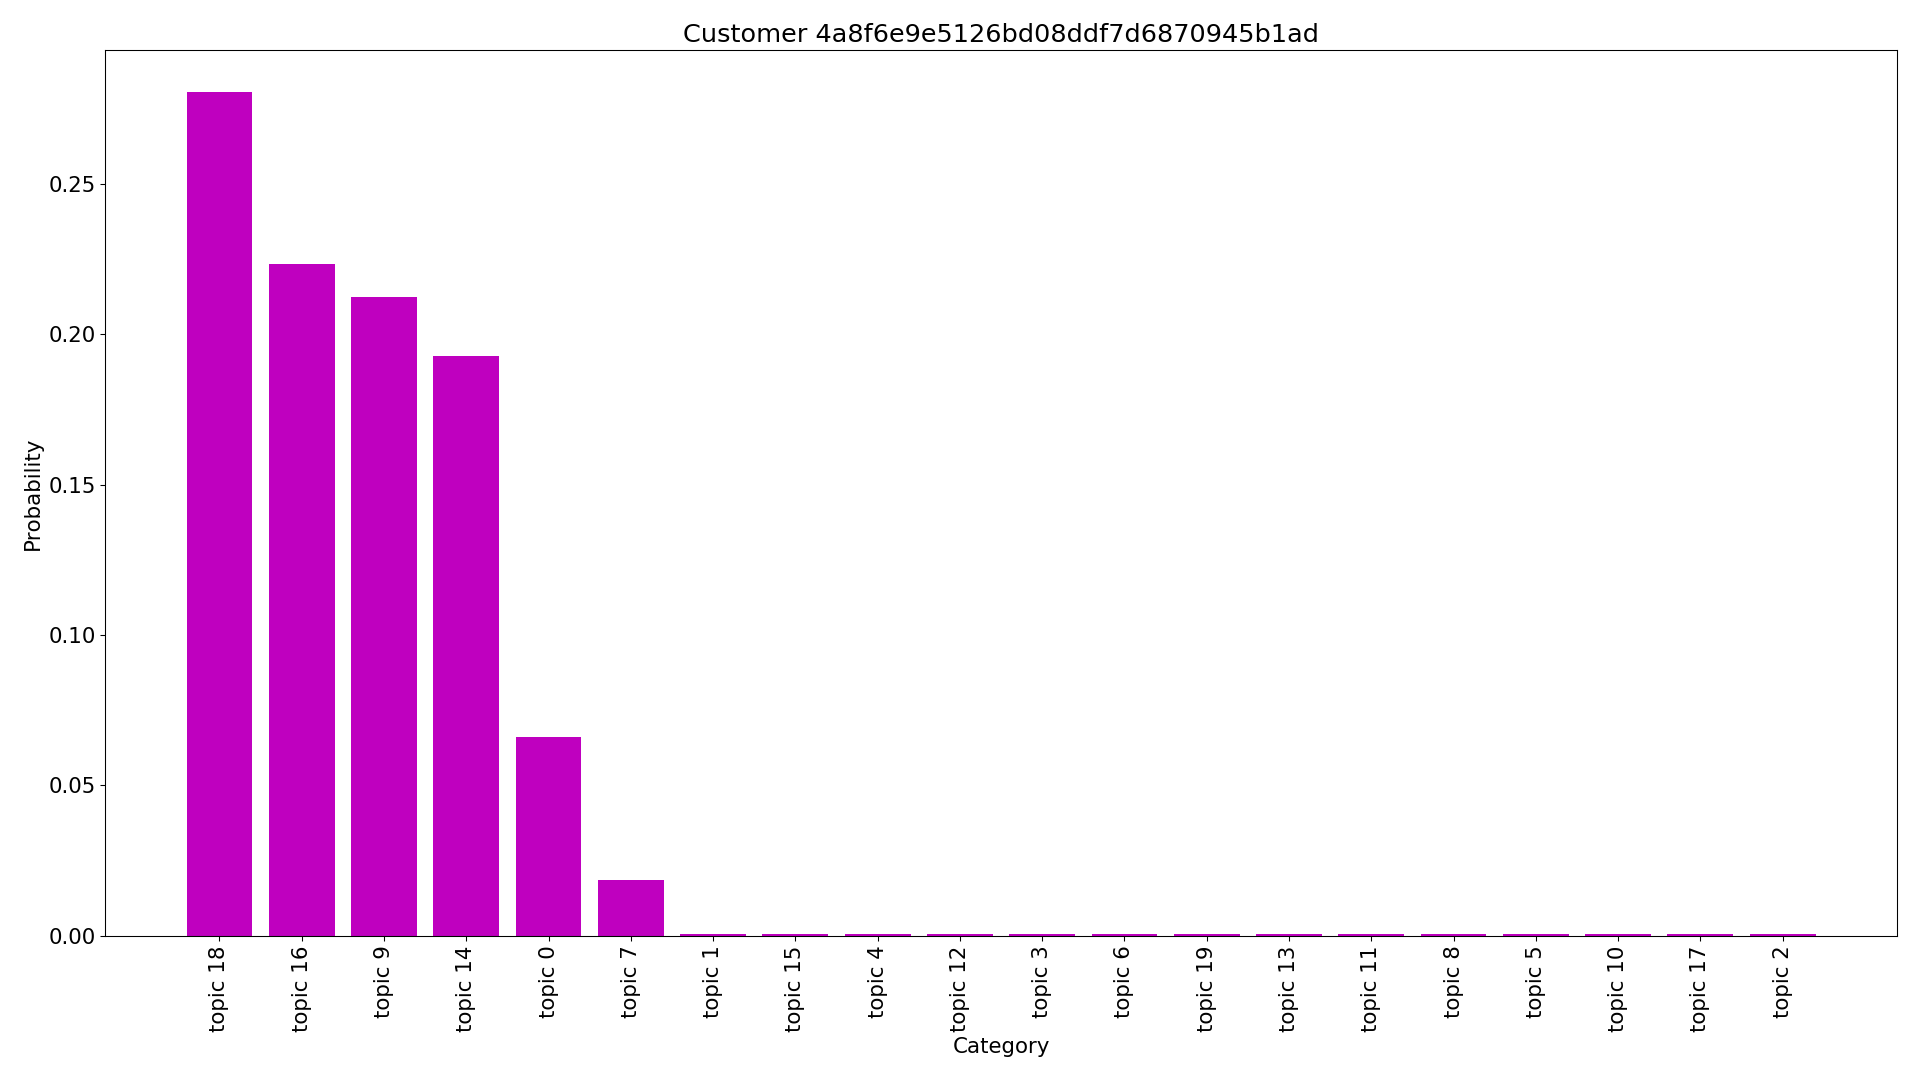 Customer 4a8f6e9e5126bd08ddf7d6870945b1ad
Probability
0.25
0.20
0.15
0.10
0.05
0.00
topic 18
topic 16
topic 9
topic 14
topic 0
topic 7
topic 1
topic 15
topic 4
topic 12
topic 3
topic 6
topic 19
topic 13
topic 11
topic 8
topic 5
topic 10
topic 17
topic 2
Category